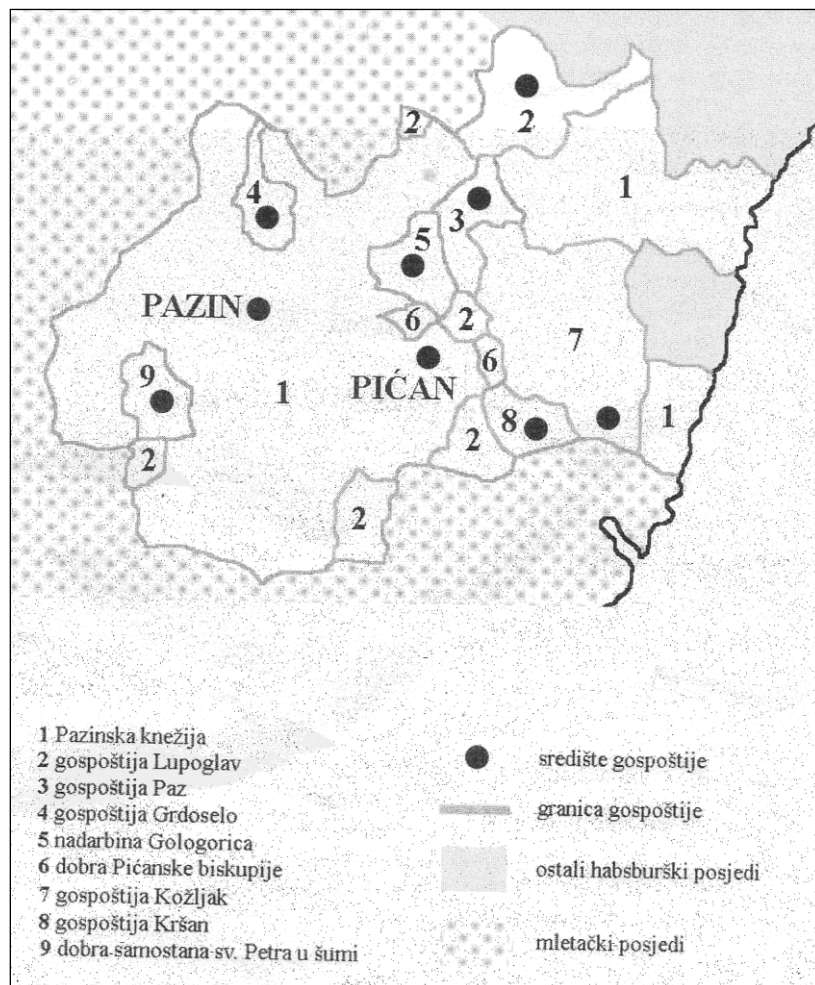 2
2
4
1
3
5
PAZIN
6
2
7
6
PIĆAN
9
1
1
8
2
2
2
1 Pazinska knežija
2 gospoštija Lupoglav
3 gospoštija Paz
4 gospoštija Grdoselo
5 nadarbina Gologorica
6 dobra Pićanske biskupije
7 gospoštija Kožljak
8 gospoštija Kršan
9 dobra samostana sv. Petra u šumi
središte gospoštije
granica gospoštije
ostali habsburški posjedi
mletački posjedi